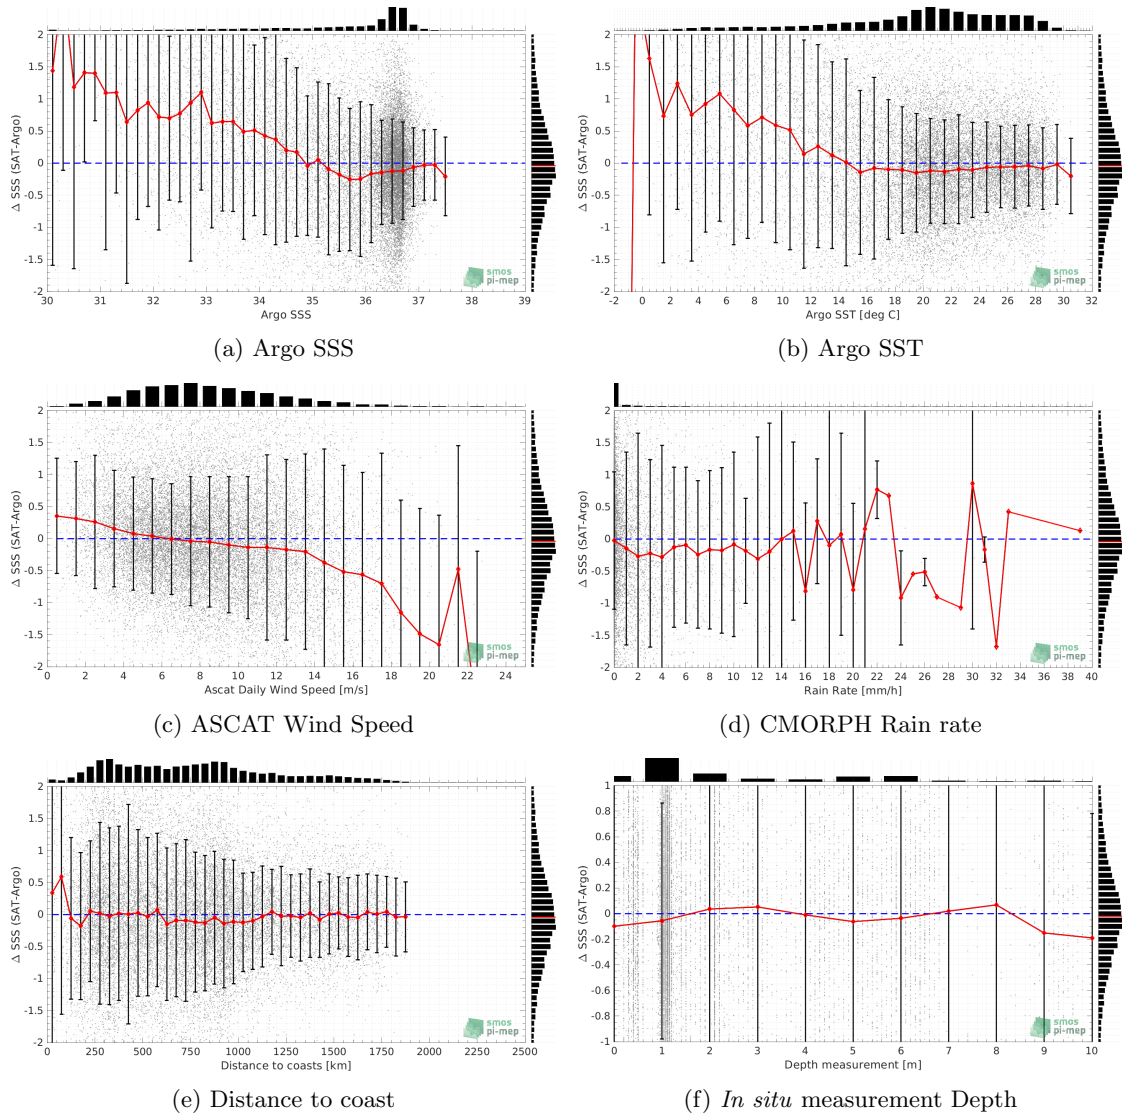 2
1.5
1
0.5
0
-0.5
-1
-1.5
-2
Δ SSS (SAT-Argo)
30 31 32 33 34 35 36 37 38 39
Argo SSS
smos
pi-mep
(a) Argo SSS
2
1.5
1
0.5
0
-0.5
-1
-1.5
-2
Δ SSS (SAT-Argo)
-2 0 2 4 6 8 10 12 14 16 18 20 22 24 26 28 30 32
Argo SST [deg C]
smos
pi-mep
(b) Argo SST
2
1.5
1
0.5
0
-0.5
-1
-1.5
-2
Δ SSS (SAT-Argo)
0 2 4 6 8 10 12 14 16 18 20 22 24
Ascat Daily Wind Speed [m/s]
smos
pi-mep
(c) ASCAT Wind Speed
2
1.5
1
0.5
0
-0.5
-1
-1.5
-2
Δ SSS (SAT-Argo)
0 2 4 6 8 10 12 14 16 18 20 22 24 26 28 30 32 34 36 38 40
Rain Rate [mm/h]
smos
pi-mep
(d) CMORPH Rain rate
2
1.5
1
0.5
0
-0.5
-1
-1.5
-2
Δ SSS (SAT-Argo)
0 250 500 750 1000 1250 1500 1750 2000 2250 2500
Distance to coasts [km]
smos
pi-mep
(e) Distance to coast
1
0.8
0.6
0.4
0.2
0
-0.2
-0.4
-0.6
-0.8
-1
Δ SSS (SAT-Argo)
0 1 2 3 4 5 6 7 8 9 10
Depth measurement [m]
smos
pi-mep
(f) In situ measurement Depth